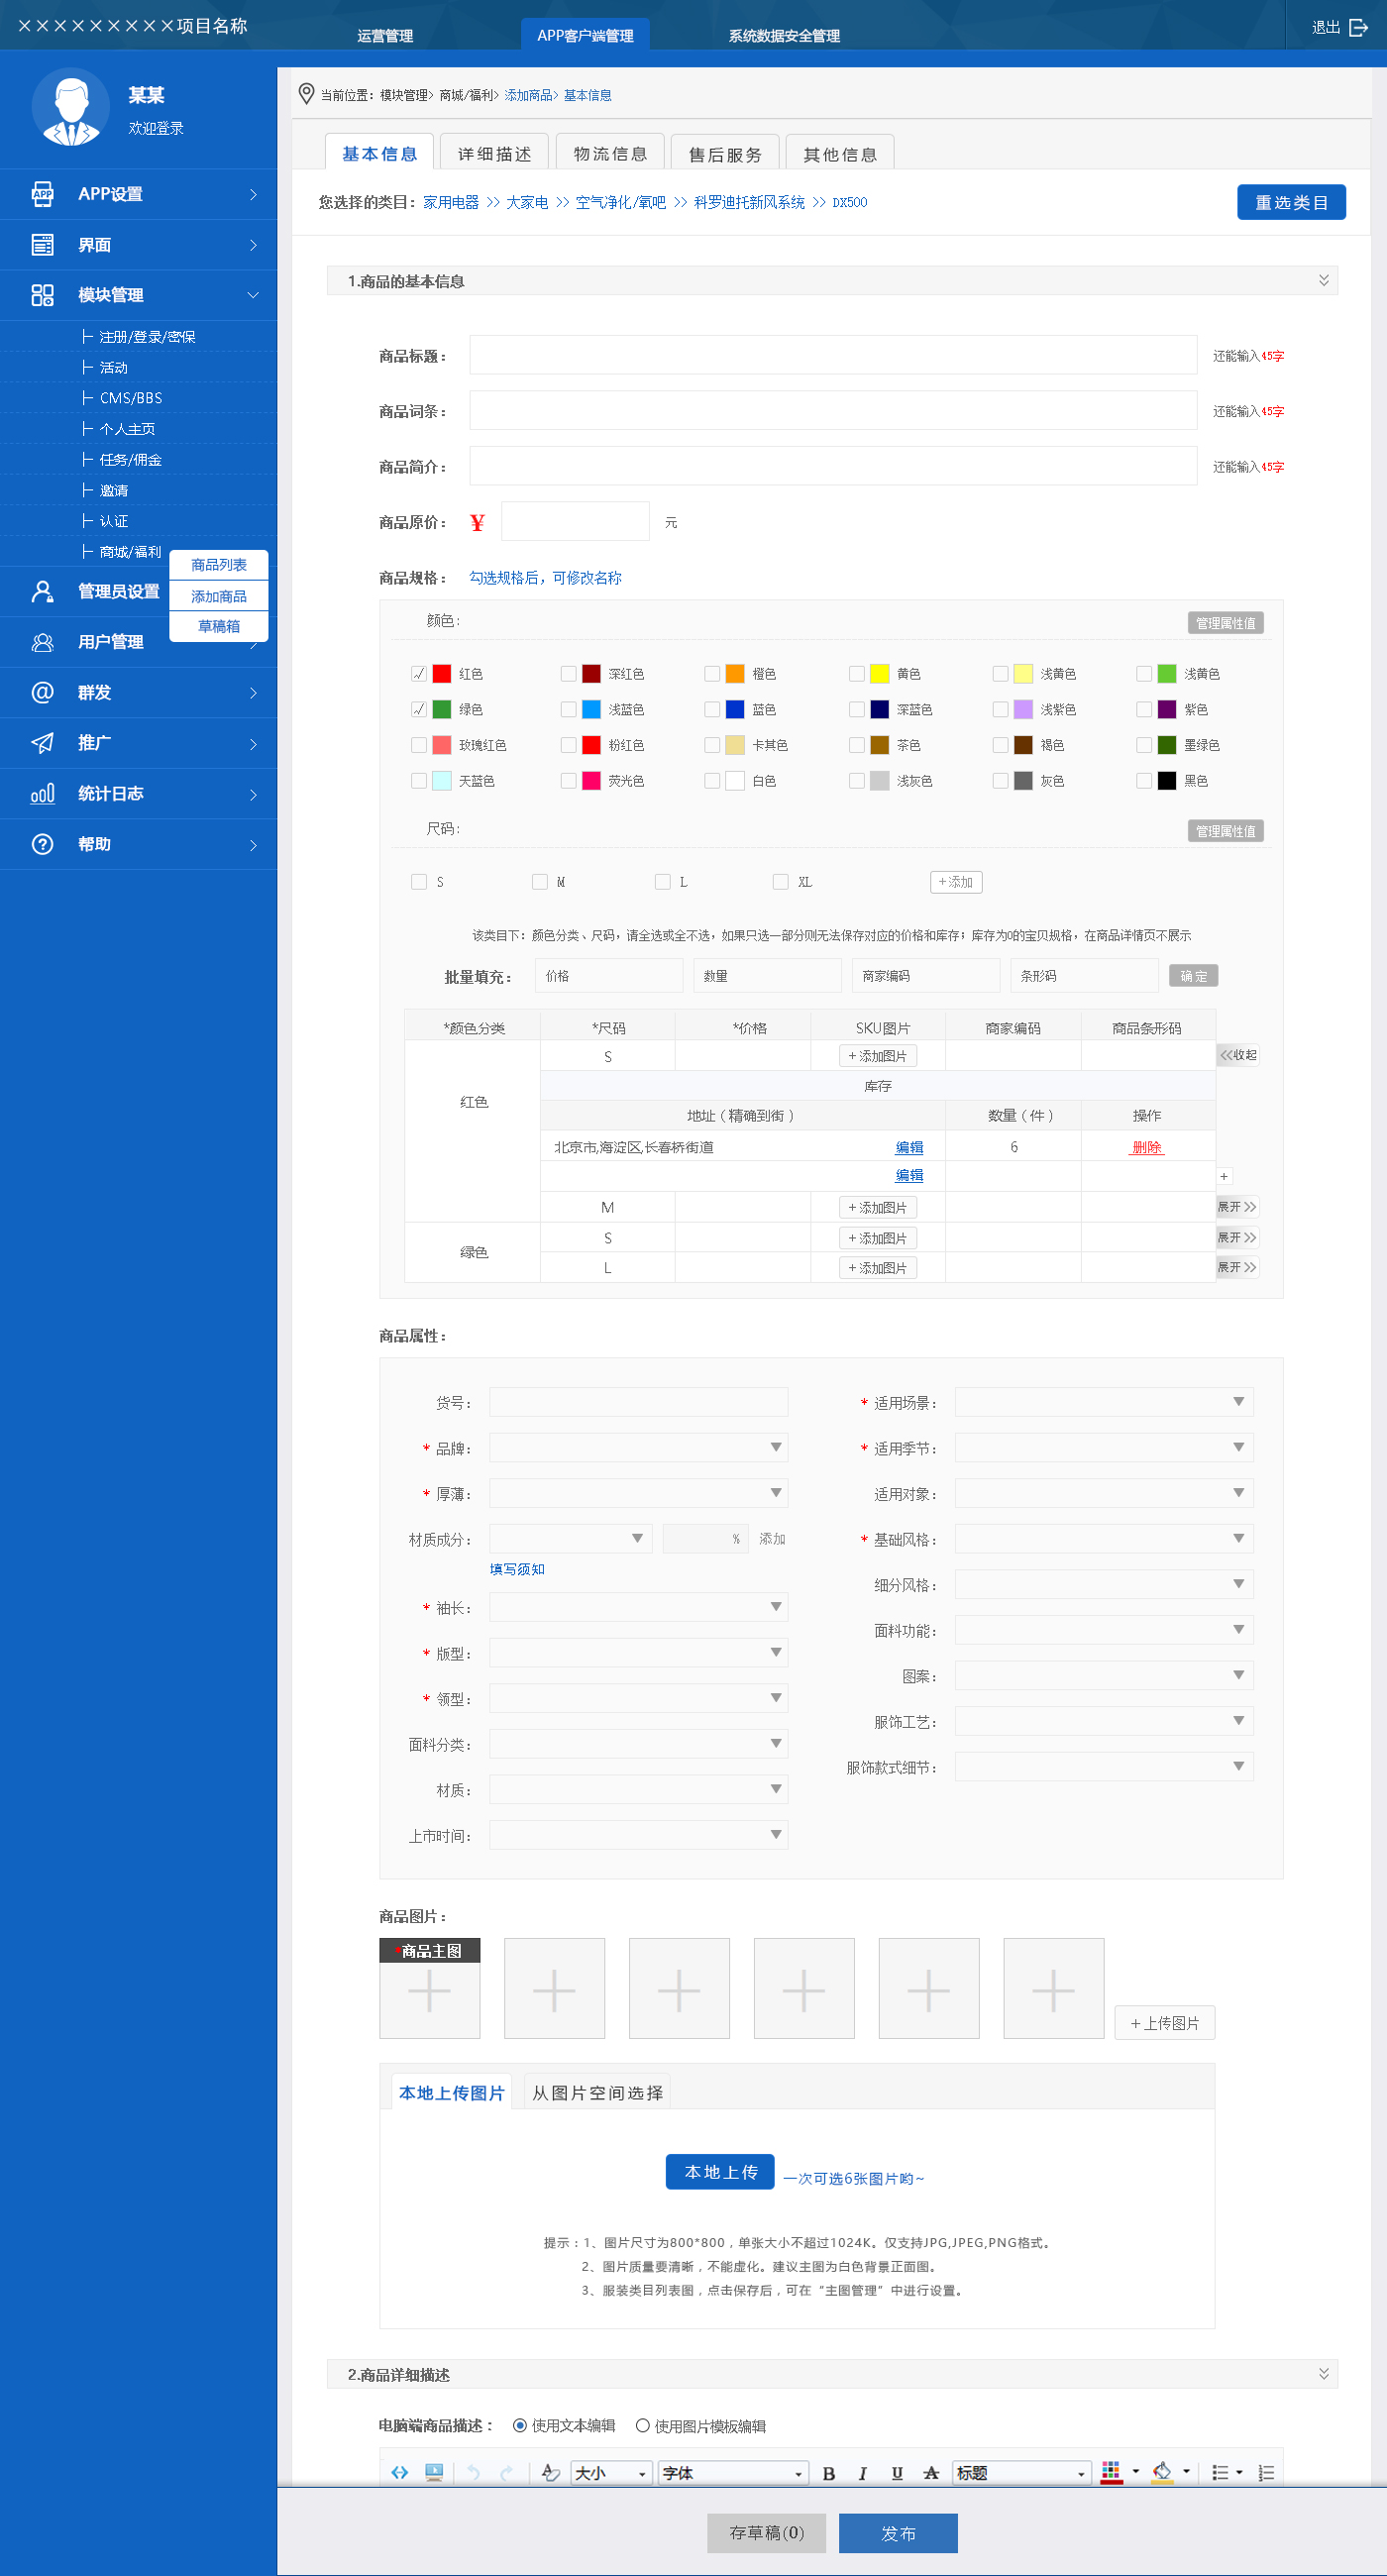 ×××××××××项目名称
运营管理
APP客户端管理
系统数据安全管理
退出
某某
欢迎登录
APP
APP设置
界面
模块管理
注册/登录/密保
活动
CMS/BBS
个人主页
任务/佣金
邀请
认证
商城/福利
商品列表
添加商品
草稿箱
管理员设置
用户管理
群发
推广
统计日志
帮助
当前位置：模块管理> 商城/福利> 添加商品> 基本信息
基本信息
详细描述
物流信息
售后服务
其他信息
您选择的类目：家用电器 >> 大家电 >> 空气净化/氧吧 >> 科罗迪托新风系统 >> DX500
重选类目
1.商品的基本信息
商品标题：
还能输入45字
商品词条：
还能输入45字
商品简介：
还能输入45字
商品原价：
¥
元
商品规格：
勾选规格后，可修改名称
颜色：
管理属性值
红色 深红色 橙色 黄色 浅黄色 浅黄色
绿色 浅蓝色 蓝色 深蓝色 浅紫色 紫色
玫瑰红色 粉红色 卡其色 茶色 褐色 墨绿色
天蓝色 荧光色 白色 浅灰色 灰色 黑色
尺码：
管理属性值
S M L XL +添加
该类目下：颜色分类、尺码，请全选或全不选，如果只选一部分则无法保存对应的价格和库存；库存为0的宝贝规格，在商品详情页不展示
批量填充： 价格 数量 商家编码 条形码 确定
*颜色分类 *尺码 *价格 SKU图片 商家编码 商品条形码
红色
S +添加图片 <<收起
库存
地址（精确到街） 数量（件） 操作
北京市,海淀区,长春桥街道 编辑 6 删除
编辑 +
M +添加图片 展开>>
绿色
S +添加图片 展开>>
L +添加图片 展开>>
商品属性：
货号：
* 适用场景：
* 品牌：
* 适用季节：
* 厚薄：
适用对象：
材质成分：
% 添加
* 基础风格：
填写须知
细分风格：
* 袖长：
面料功能：
* 版型：
图案：
* 领型：
服饰工艺：
面料分类：
服饰款式细节：
材质：
上市时间：
商品图片：
*商品主图
+上传图片
本地上传图片
从图片空间选择
本地上传
一次可选6张图片哟~
提示：1、图片尺寸为800*800，单张大小不超过1024K。仅支持JPG,JPEG,PNG格式。
2、图片质量要清晰，不能虚化。建议主图为白色背景正面图。
3、服装类目列表图，点击保存后，可在“主图管理”中进行设置。
2.商品详细描述
电脑端商品描述：
使用文本编辑
使用图片模板编辑
大小
字体
B I U A
标题
存草稿(0)
发布